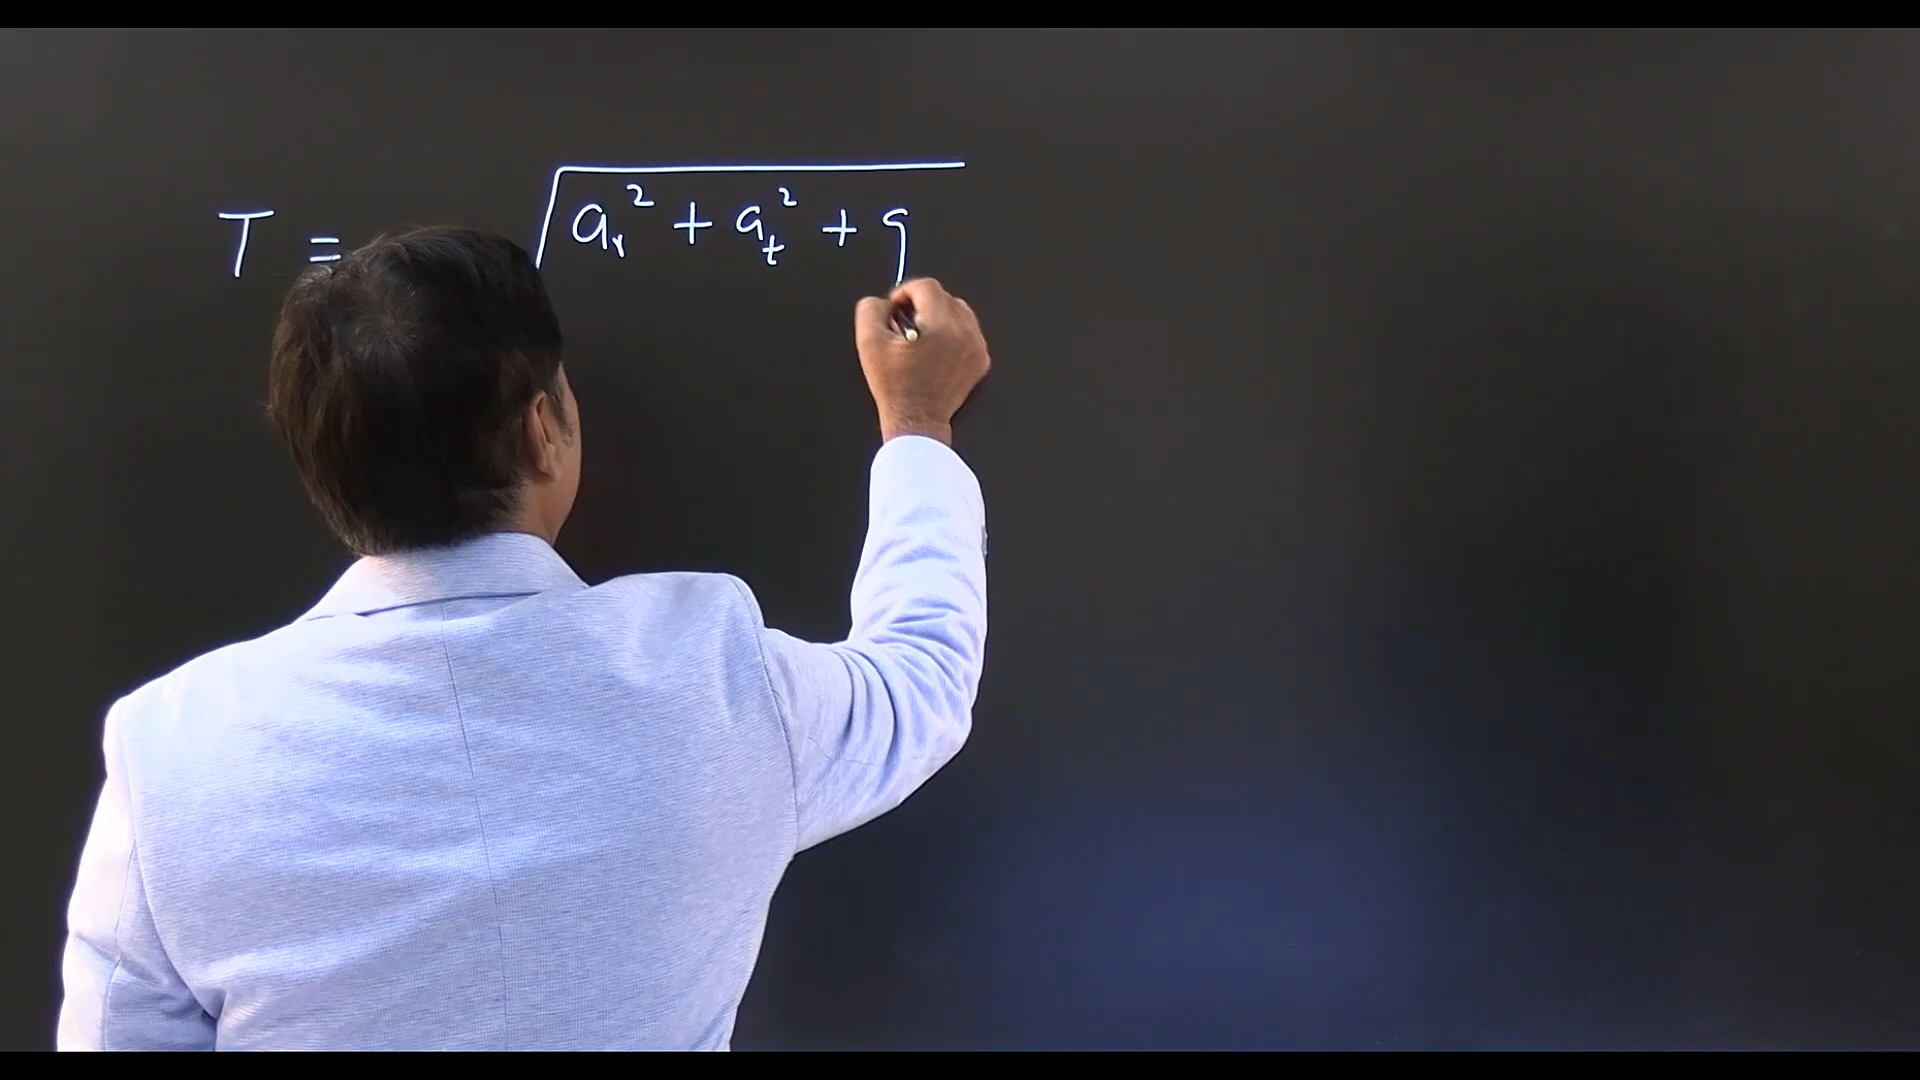 T = √(aᵣ² + aₜ² + g